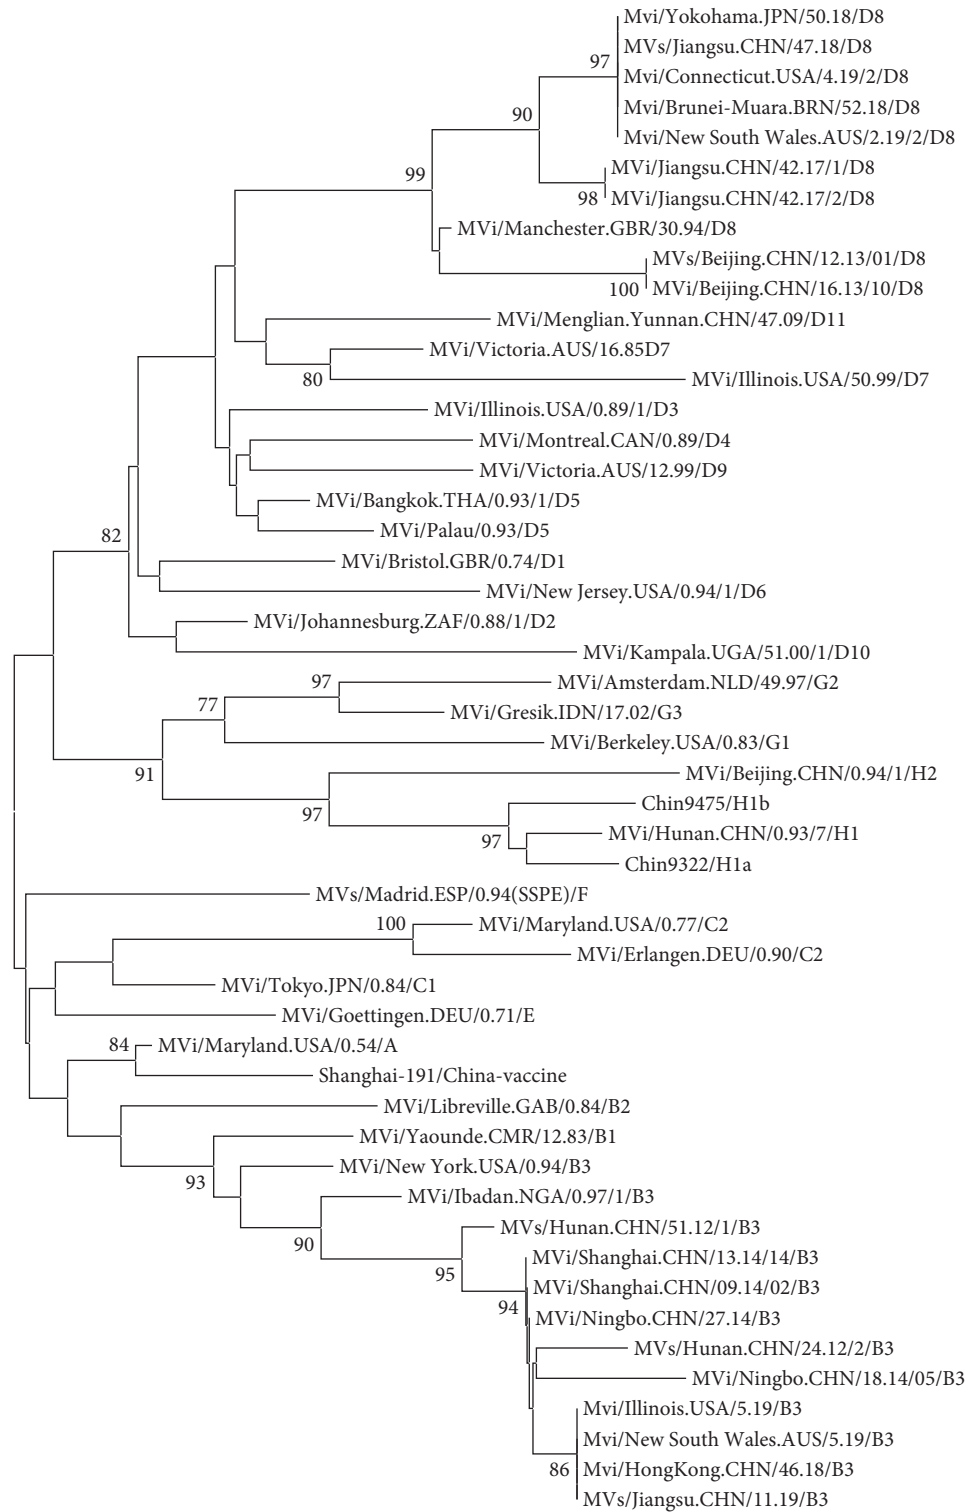 Mvi/Yokohama.JPN/50.18/D8
MVs/Jiangsu.CHN/47.18/D8
97
Mvi/Connecticut.USA/4.19/2/D8
Mvi/Brunei-Muara.BRN/52.18/D8
90
Mvi/New South Wales.AUS/2.19/2/D8
MVi/Jiangsu.CHN/42.17/1/D8
99
98
MVi/Jiangsu.CHN/42.17/2/D8
MVi/Manchester.GBR/30.94/D8
MVs/Beijing.CHN/12.13/01/D8
100
MVi/Beijing.CHN/16.13/10/D8
MVi/Menglian.Yunnan.CHN/47.09/D11
MVi/Victoria.AUS/16.85D7
80
MVi/Illinois.USA/50.99/D7
MVi/Illinois.USA/0.89/1/D3
MVi/Montreal.CAN/0.89/D4
MVi/Victoria.AUS/12.99/D9
MVi/Bangkok.THA/0.93/1/D5
MVi/Palau/0.93/D5
82
MVi/Bristol.GBR/0.74/D1
MVi/New Jersey.USA/0.94/1/D6
MVi/Johannesburg.ZAF/0.88/1/D2
MVi/Kampala.UGA/51.00/1/D10
97
MVi/Amsterdam.NLD/49.97/G2
77
MVi/Gresik.IDN/17.02/G3
MVi/Berkeley.USA/0.83/G1
91
MVi/Beijing.CHN/0.94/1/H2
Chin9475/H1b
97
MVi/Hunan.CHN/0.93/7/H1
97
Chin9322/H1a
MVs/Madrid.ESP/0.94(SSPE)/F
100
MVi/Maryland.USA/0.77/C2
MVi/Erlangen.DEU/0.90/C2
MVi/Tokyo.JPN/0.84/C1
MVi/Goettingen.DEU/0.71/E
84
MVi/Maryland.USA/0.54/A
Shanghai-191/China-vaccine
MVi/Libreville.GAB/0.84/B2
MVi/Yaounde.CMR/12.83/B1
MVi/New York.USA/0.94/B3
93
MVi/Ibadan.NGA/0.97/1/B3
MVs/Hunan.CHN/51.12/1/B3
90
MVi/Shanghai.CHN/13.14/14/B3
95
MVi/Shanghai.CHN/09.14/02/B3
94
MVi/Ningbo.CHN/27.14/B3
MVs/Hunan.CHN/24.12/2/B3
MVi/Ningbo.CHN/18.14/05/B3
Mvi/Illinois.USA/5.19/B3
Mvi/New South Wales.AUS/5.19/B3
86
Mvi/HongKong.CHN/46.18/B3
MVs/Jiangsu.CHN/11.19/B3